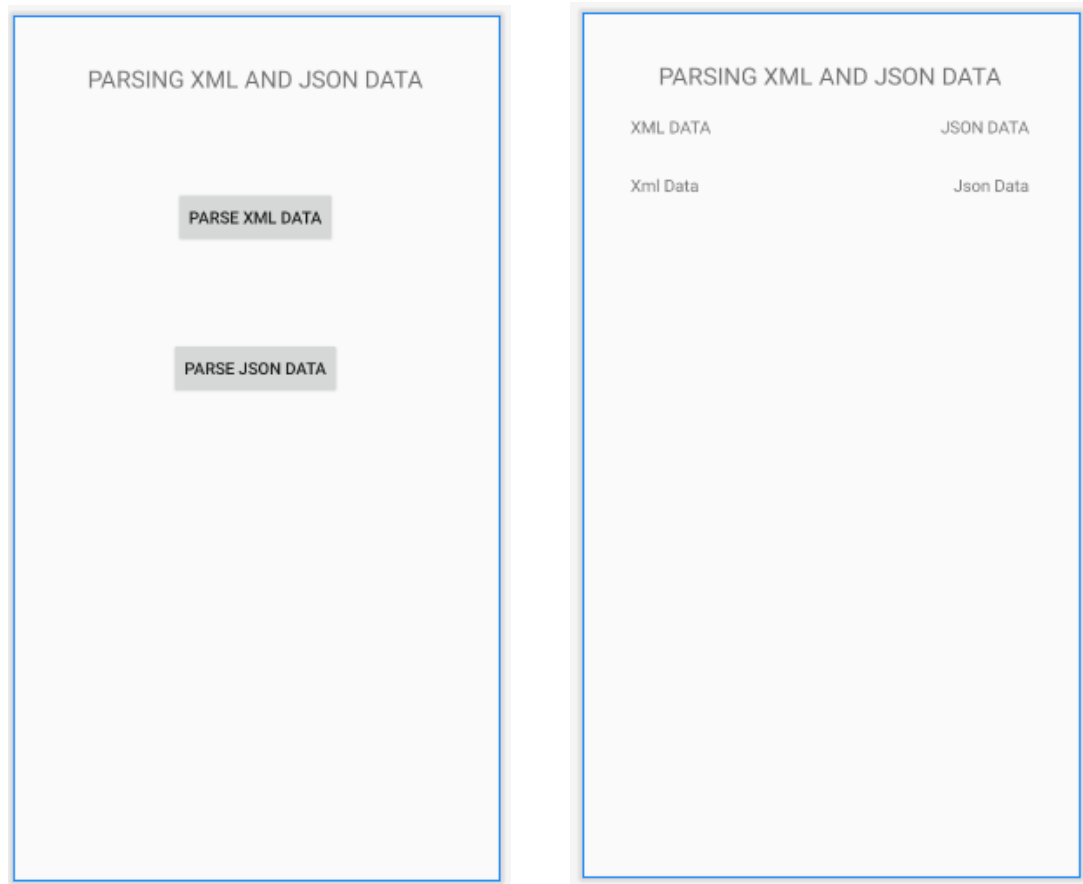 PARSING XML AND JSON DATA
PARSE XML DATA
PARSE JSON DATA
PARSING XML AND JSON DATA
XML DATA JSON DATA
Xml Data Json Data